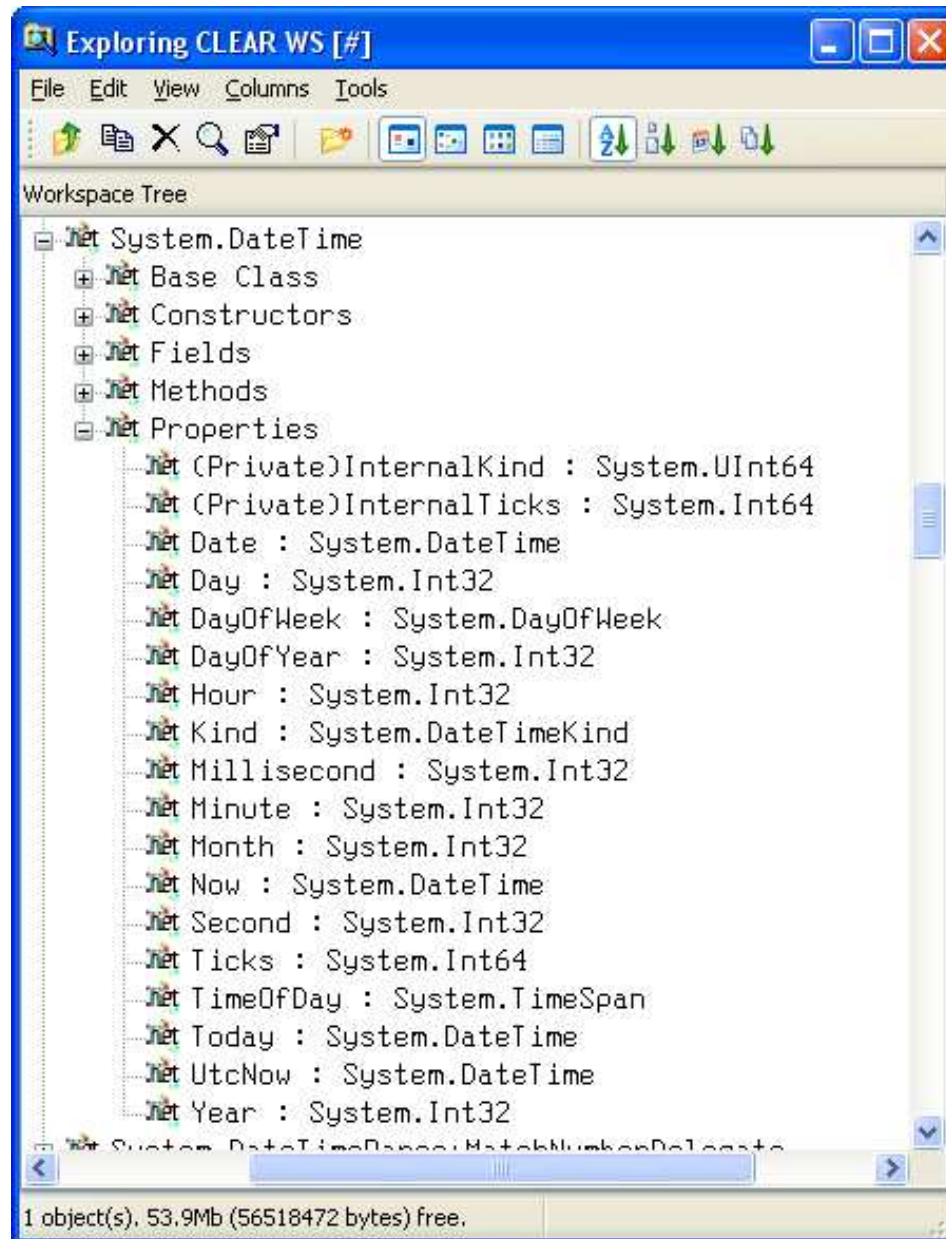 Exploring CLEAR WS [#]
File Edit View Columns Tools
Workspace Tree
System.DateTime
Base Class
Constructors
Fields
Methods
Properties
(Private)InternalKind : System.UInt64
(Private)InternalTicks : System.Int64
Date : System.DateTime
Day : System.Int32
DayOfWeek : System.DayOfWeek
DayOfYear : System.Int32
Hour : System.Int32
Kind : System.DateTimeKind
Millisecond : System.Int32
Minute : System.Int32
Month : System.Int32
Now : System.DateTime
Second : System.Int32
Ticks : System.Int64
TimeOfDay : System.TimeSpan
Today : System.DateTime
UtcNow : System.DateTime
Year : System.Int32
1 object(s). 53.9Mb (56518472 bytes) free.